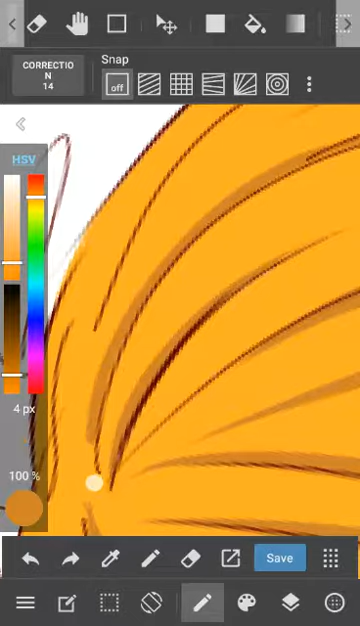 CORRECTIO
N
14
Snap
off
HSV
4 px
100 %
Save